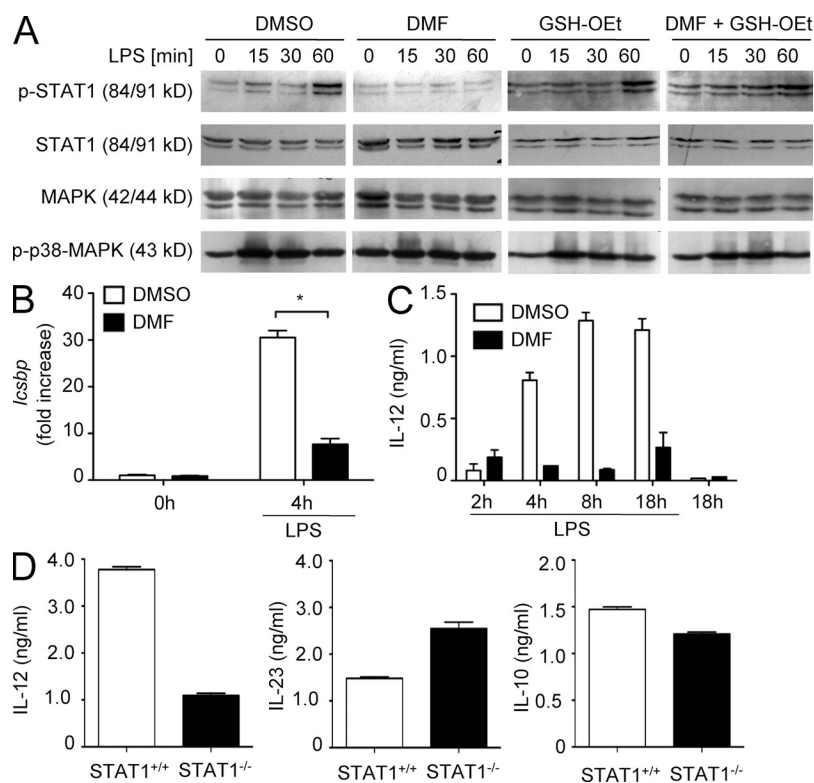 A
DMSO DMF GSH-OEt DMF + GSH-OEt
LPS [min] 0 15 30 60 0 15 30 60 0 15 30 60 0 15 30 60
p-STAT1 (84/91 kD)
STAT1 (84/91 kD)
MAPK (42/44 kD)
p-p38-MAPK (43 kD)
B
Icsbp
(fold increase)
40
30
20
10
0
DMSO
DMF
*
0h 4h
LPS
C
IL-12 (ng/ml)
1.5
1.0
0.5
0
DMSO
DMF
2h 4h 8h 18h 18h
LPS
D
IL-12 (ng/ml)
4.0
3.0
2.0
1.0
0
STAT1+/+ STAT1-/-
IL-23 (ng/ml)
4.0
3.0
2.0
1.0
0
STAT1+/+ STAT1-/-
IL-10 (ng/ml)
2.0
1.5
1.0
0.5
0
STAT1+/+ STAT1-/-